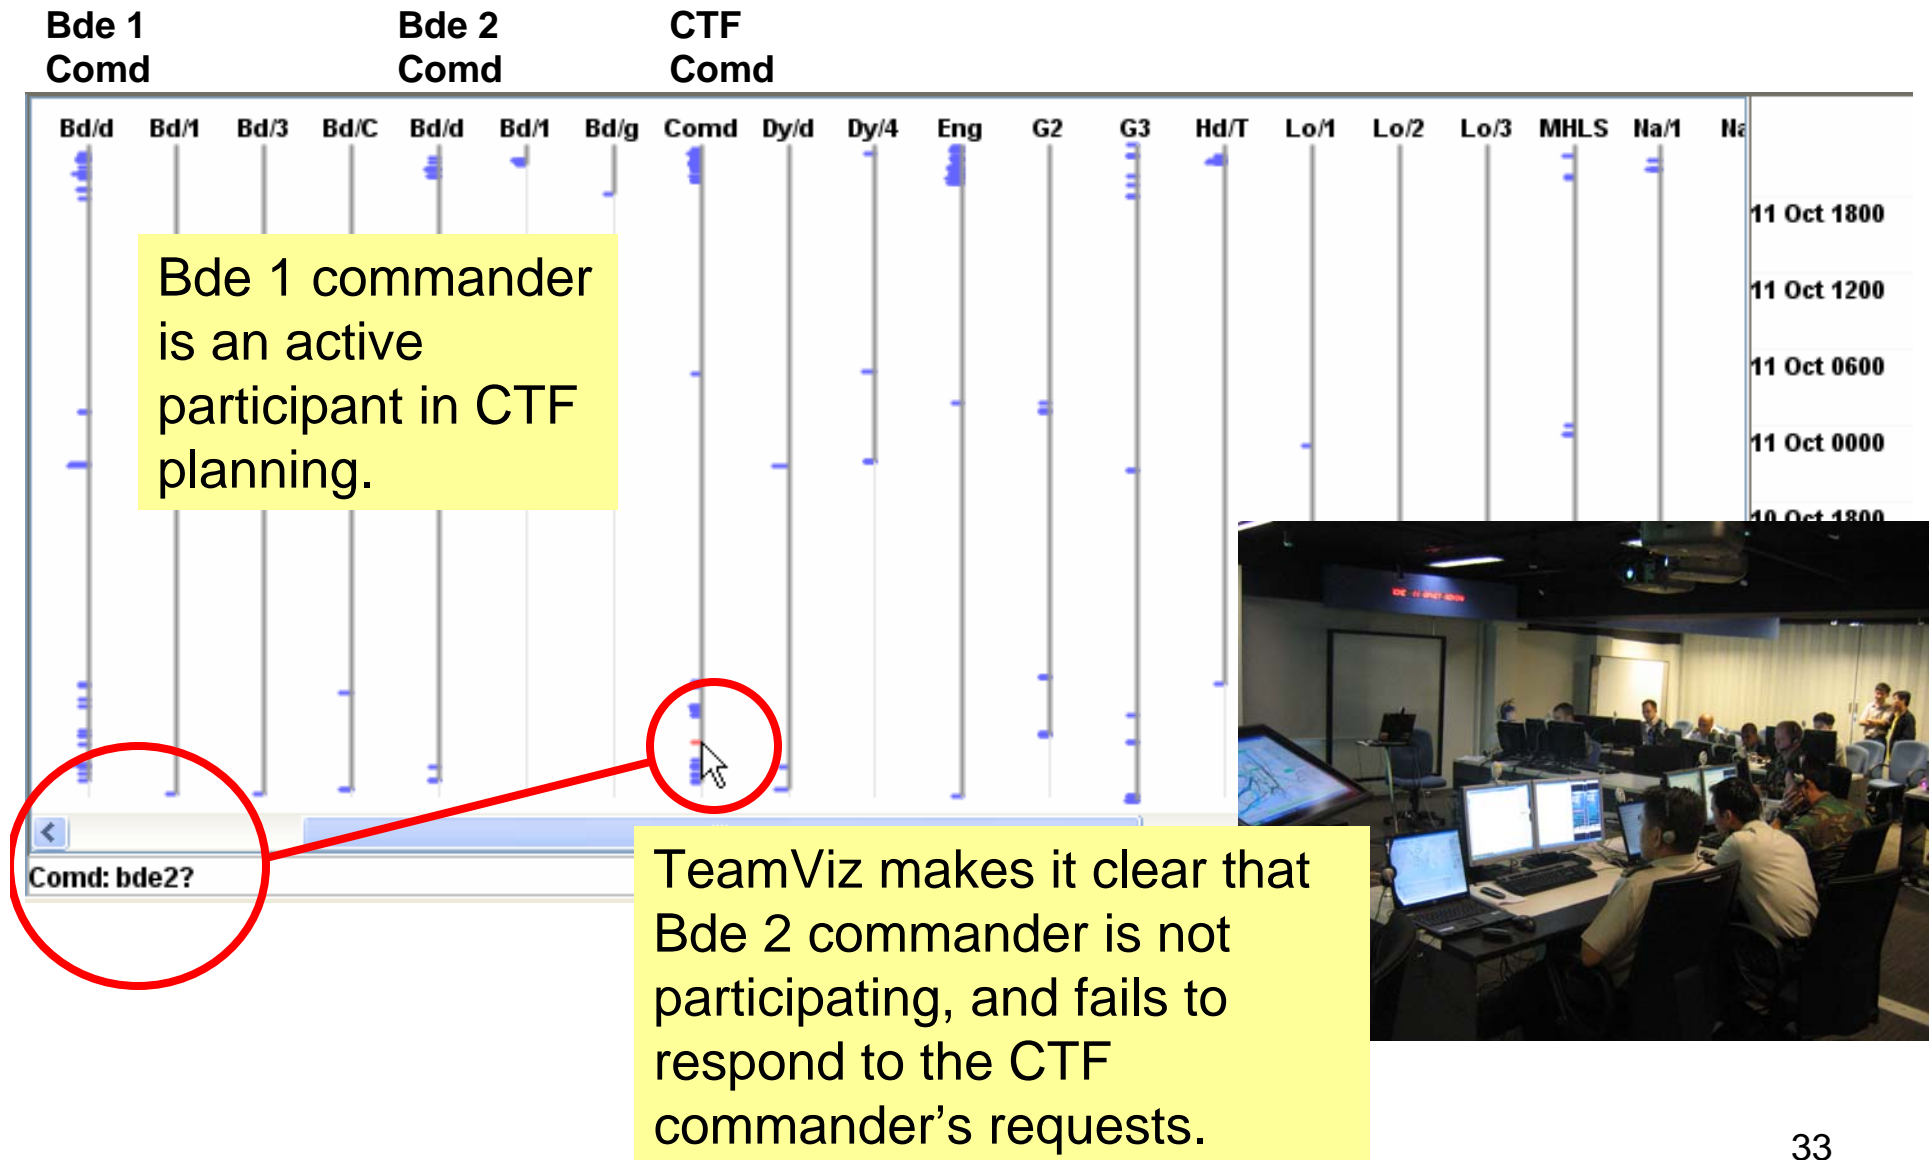 Bde 1 Comd
Bde 2 Comd
CTF Comd
Bd/d Bd/1 Bd/3 Bd/C Bd/d Bd/1 Bd/g Comd Dy/d Dy/4 Eng G2 G3 Hd/T Lo/1 Lo/2 Lo/3 MHLS Na/1 Na
11 Oct 1800
11 Oct 1200
11 Oct 0600
11 Oct 0000
10 Oct 1800
Bde 1 commander
is an active
participant in CTF
planning.
Comd: bde2?
TeamViz makes it clear that
Bde 2 commander is not
participating, and fails to
respond to the CTF
commander’s requests.
33